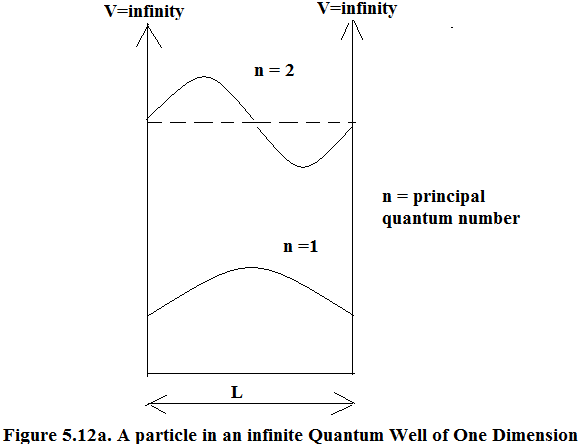 V=infinity
V=infinity
n = 2
n = principal
quantum number
n =1
L
Figure 5.12a. A particle in an infinite Quantum Well of One Dimension